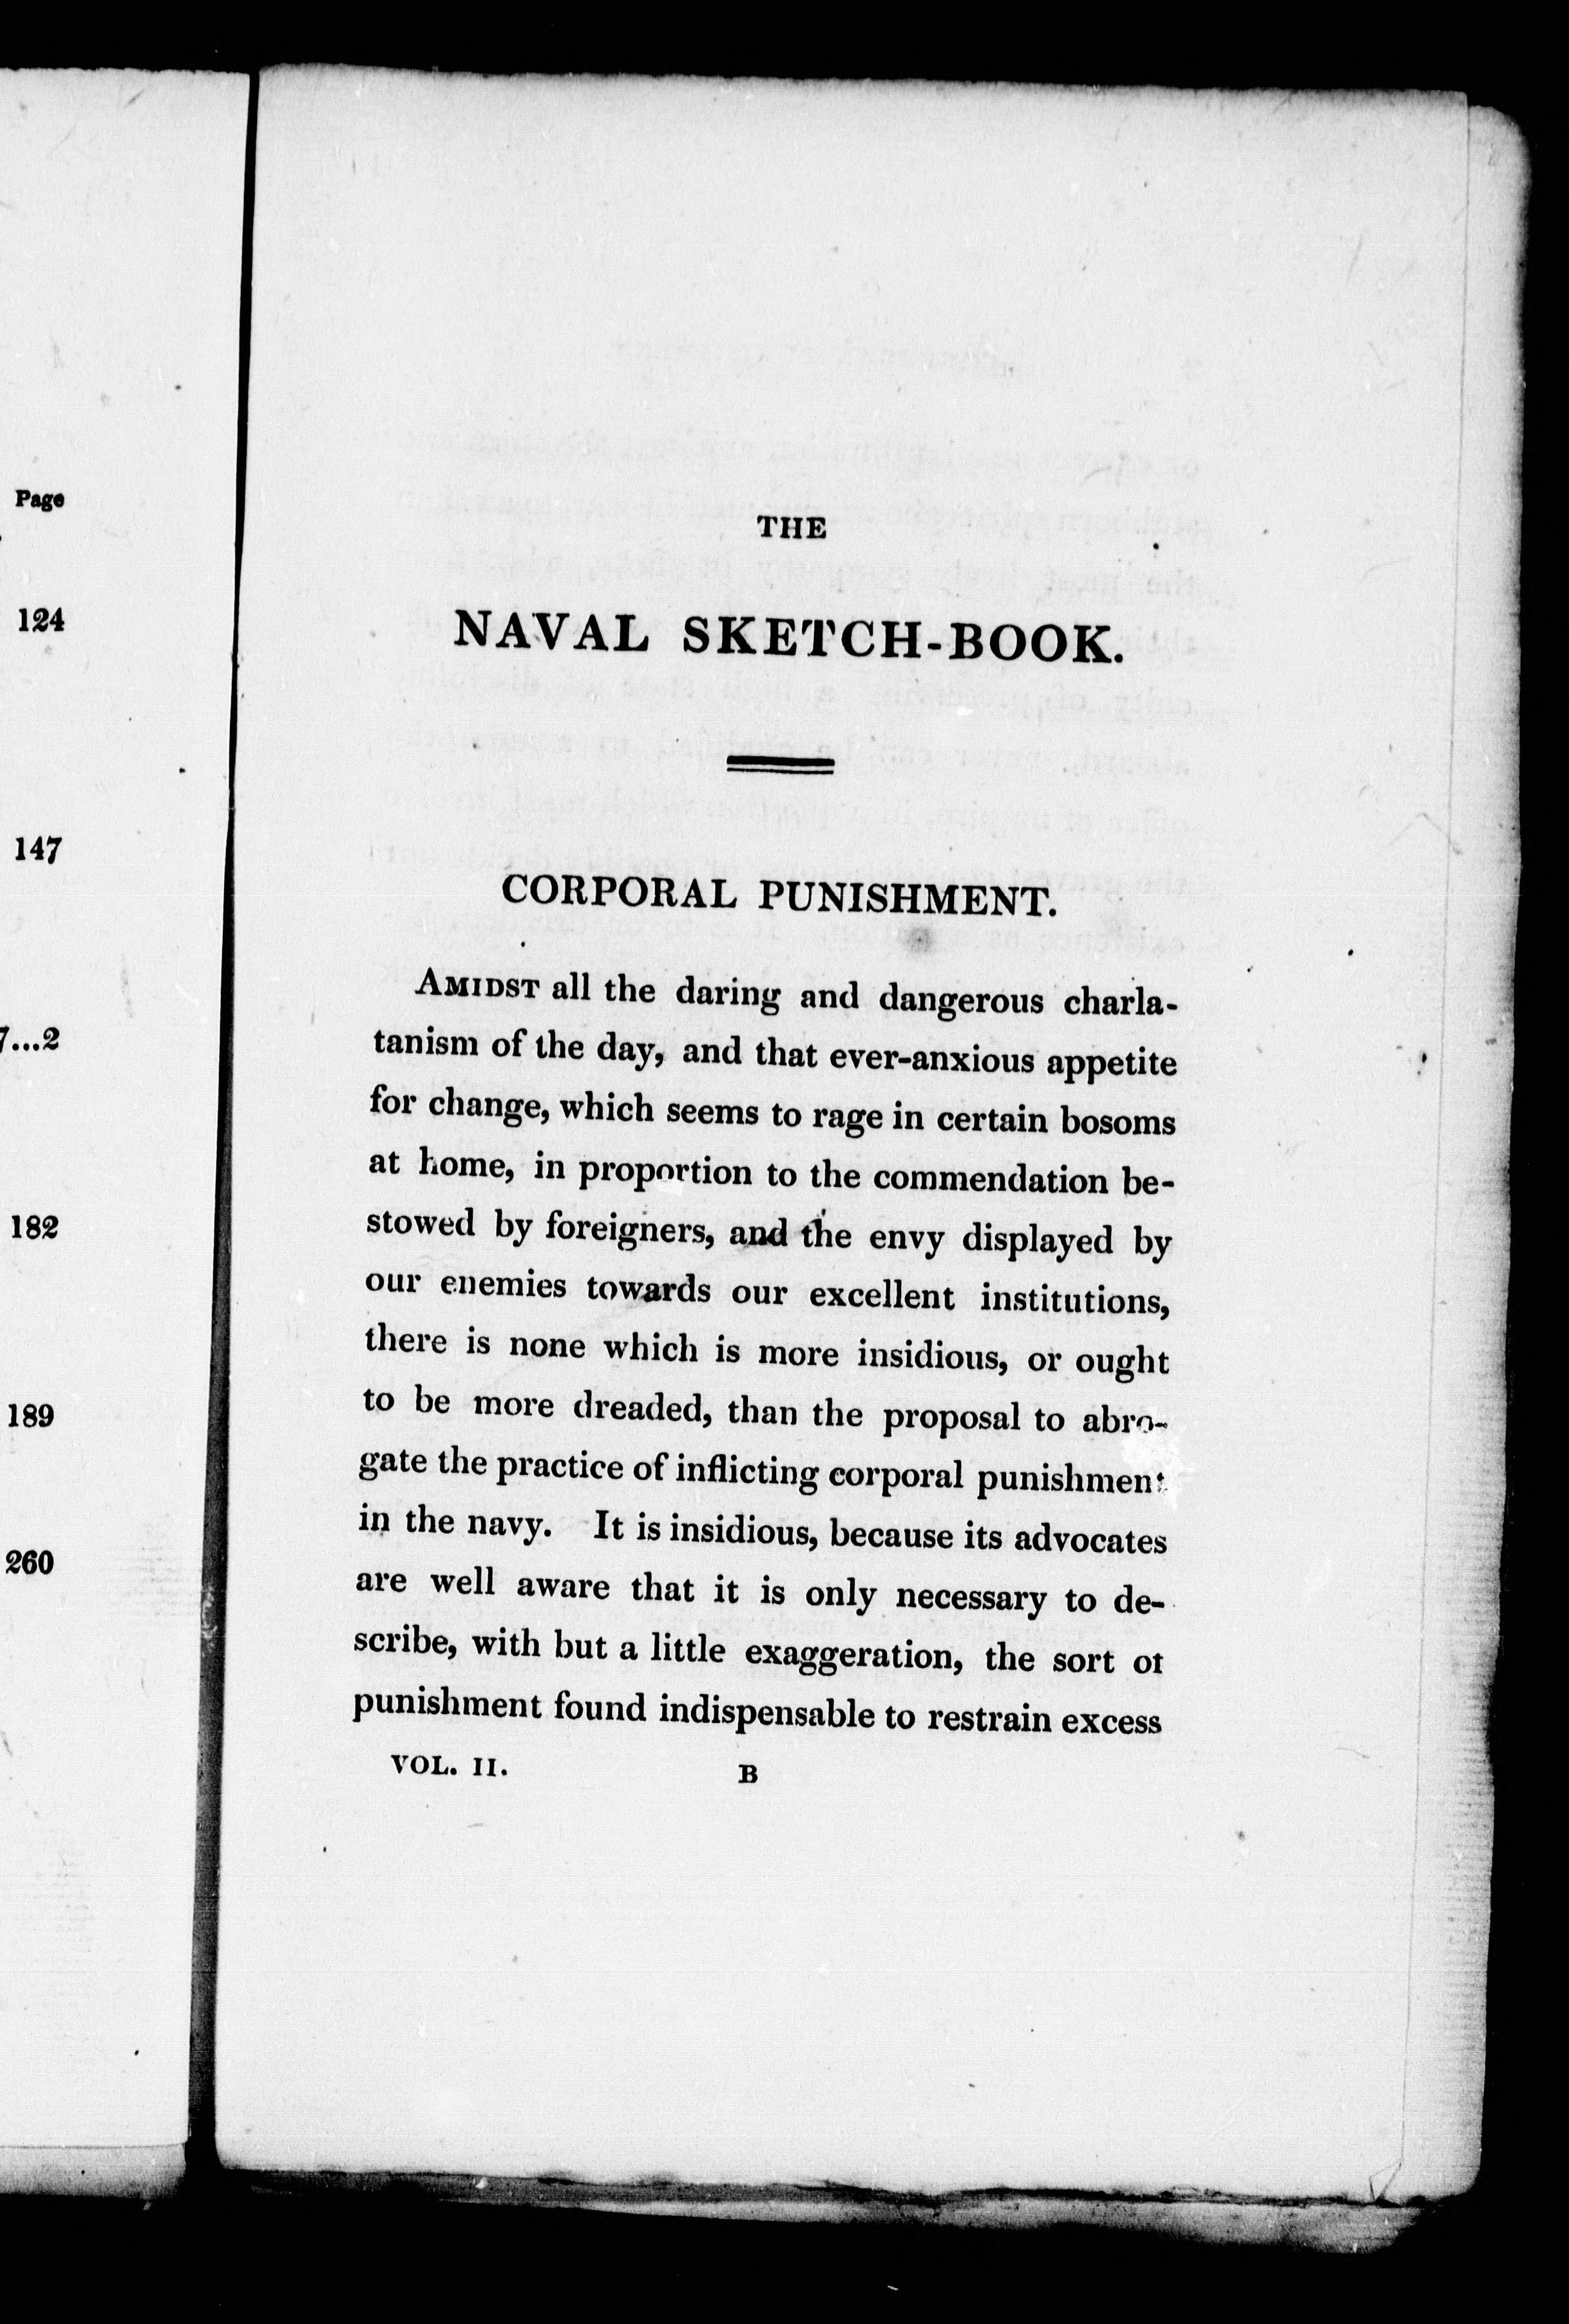 Page
124
147
7...2
182
189
260
THE
NAVAL SKETCH-BOOK.
CORPORAL PUNISHMENT.
AMIDST all the daring and dangerous charla-
tanism of the day, and that ever-anxious appetite
for change, which seems to rage in certain bosoms
at home, in proportion to the commendation be-
stowed by foreigners, and the envy displayed by
our enemies towards our excellent institutions,
there is none which is more insidious, or ought
to be more dreaded, than the proposal to abro-
gate the practice of inflicting corporal punishment
in the navy. It is insidious, because its advocates
are well aware that it is only necessary to de-
scribe, with but a little exaggeration, the sort of
punishment found indispensable to restrain excess
VOL. II. B